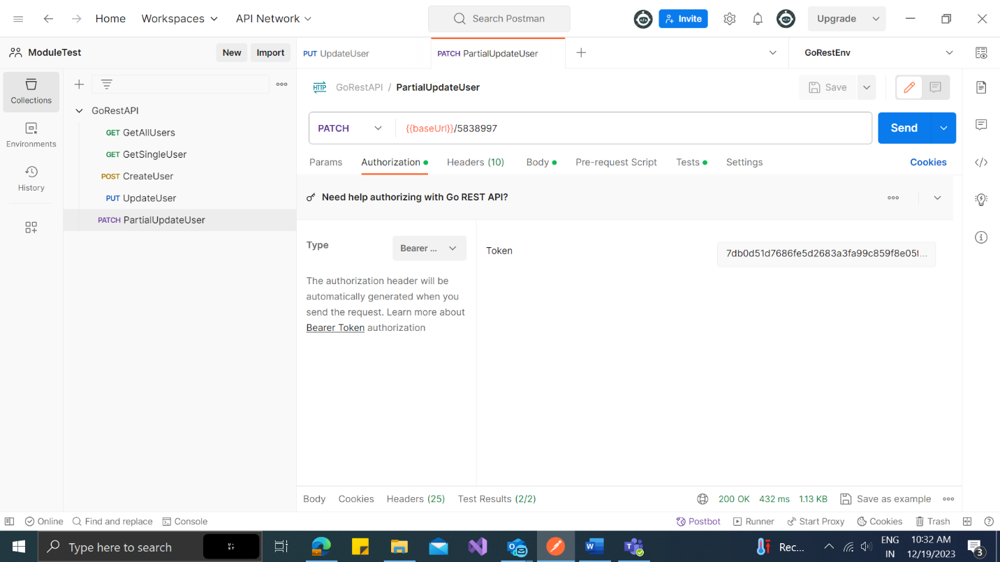 Home
Workspaces
API Network
Search Postman
Invite
Upgrade
ModuleTest
New
Import
PUT UpdateUser
PATCH PartialUpdateUser
GoRestEnv
Collections
Environments
History
GoRestAPI
GET GetAllUsers
GET GetSingleUser
POST CreateUser
PUT UpdateUser
PATCH PartialUpdateUser
HTTP GoRestAPI / PartialUpdateUser
Save
PATCH
{{baseUrl}}/5838997
Send
Params
Authorization
Headers (10)
Body
Pre-request Script
Tests
Settings
Cookies
Need help authorizing with Go REST API?
Type
Bearer ...
The authorization header will be
automatically generated when you
send the request. Learn more about
Bearer Token authorization
Token
7db0d51d7686fe5d2683a3fa99c859f8e05f...
Body
Cookies
Headers (25)
Test Results (2/2)
200 OK
432 ms
1.13 KB
Save as example
Online
Find and replace
Console
Postbot
Runner
Start Proxy
Cookies
Trash
Type here to search
Rec...
ENG
IN
10:32 AM
12/19/2023
3